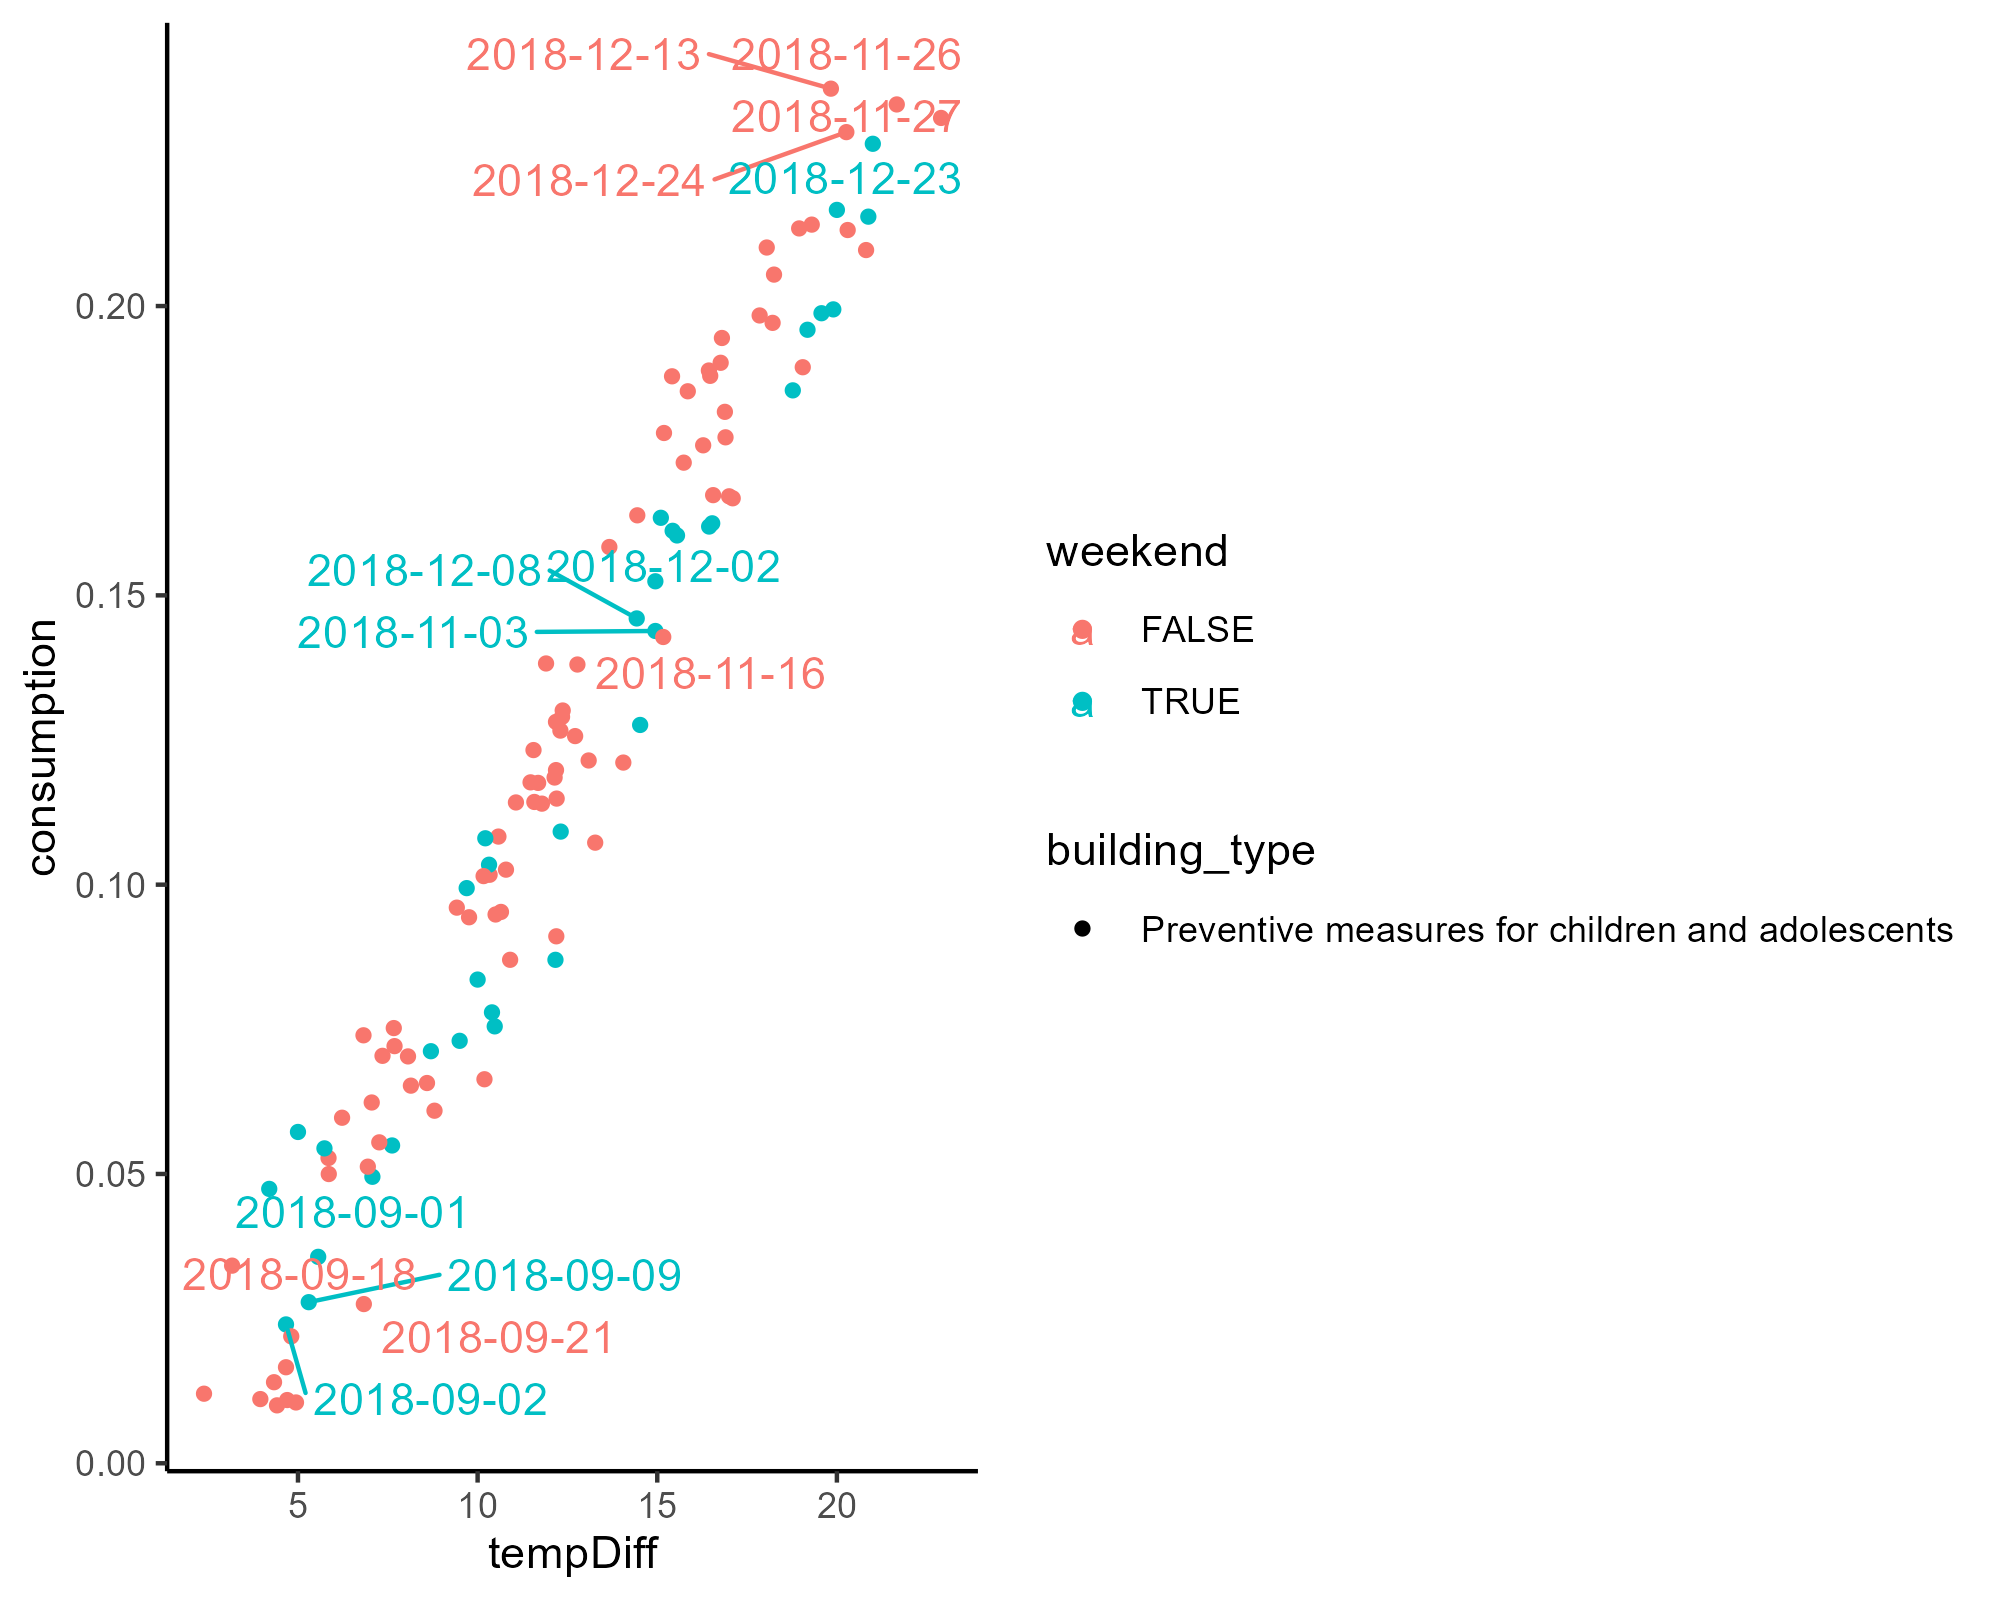 2018-12-13
2018-11-26
2018-11-27
2018-12-24
2018-12-23
0.20
2018-12-08
2018-12-02
0.15
2018-11-03
2018-11-16
consumption
0.10
0.05
2018-09-01
2018-09-18
2018-09-09
2018-09-21
2018-09-02
0.00
5 10 15 20
tempDiff
weekend
a FALSE
a TRUE
building_type
Preventive measures for children and adolescents